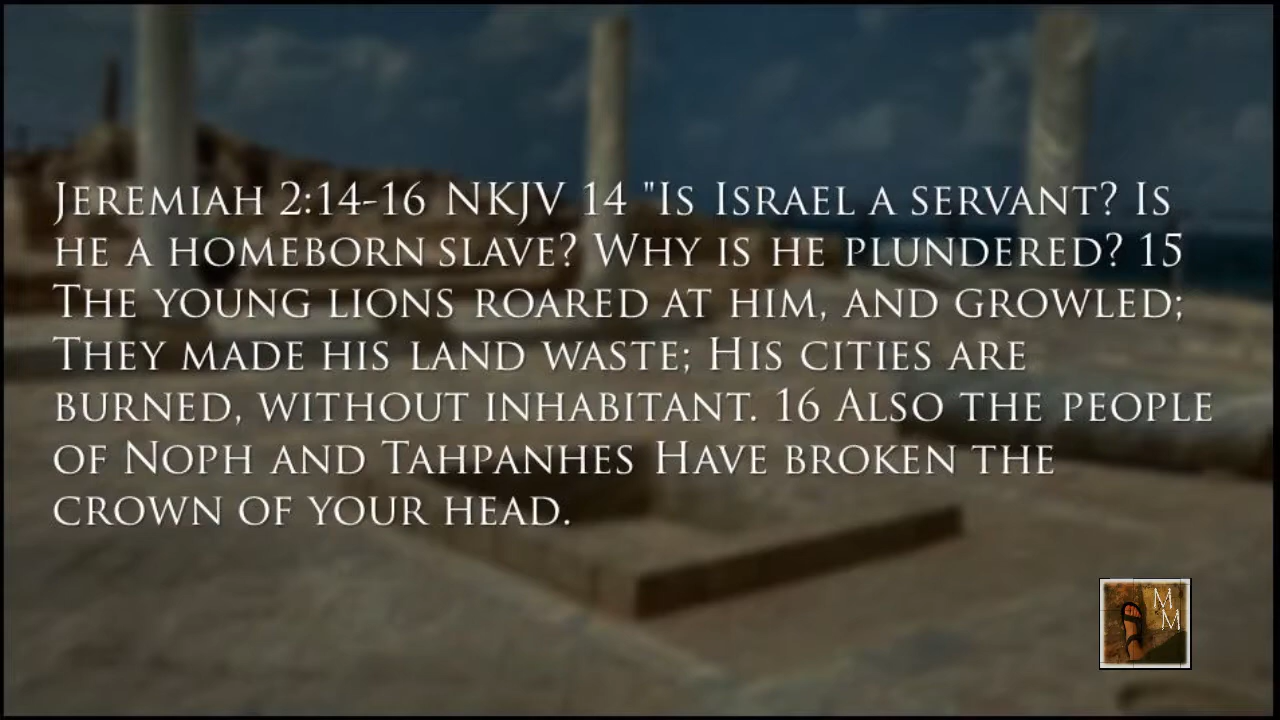 Jeremiah 2:14-16 NKJV 14 "Is Israel a servant? Is
he a homeborn slave? Why is he plundered? 15
The young lions roared at him, and growled;
They made his land waste; His cities are
burned, without inhabitant. 16 Also the people
of Noph and Tahpanhes Have broken the
crown of your head.
M
M